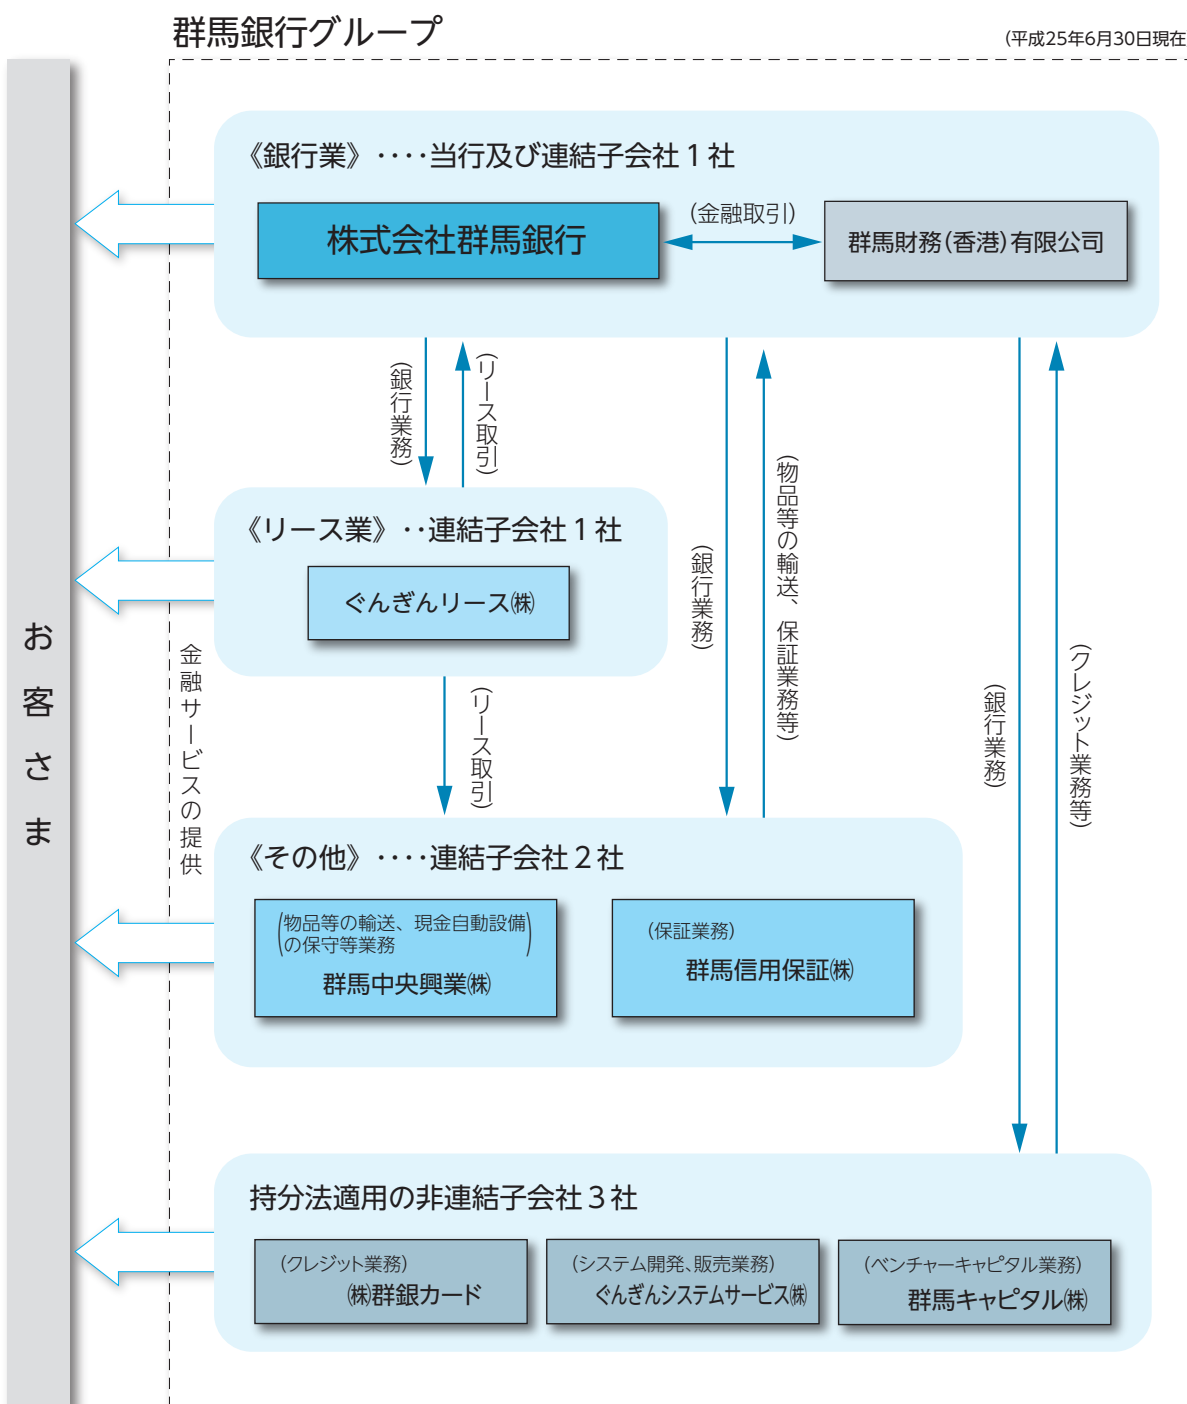 群馬銀行グループ
(平成25年6月30日現在
《銀行業》････当行及び連結子会社１社
株式会社群馬銀行
(金融取引)
群馬財務(香港)有限公司
(銀行業務)
(リース取引)
(銀行業務)
(物品等の輸送、保証業務等)
(銀行業務)
(クレジット業務等)
《リース業》･･連結子会社１社
ぐんぎんリース㈱
(リース取引)
お客さま
金融サービスの提供
《その他》････連結子会社２社
(物品等の輸送、現金自動設備
の保守等業務)
群馬中央興業㈱
(保証業務)
群馬信用保証㈱
持分法適用の非連結子会社３社
(クレジット業務)
㈱群銀カード
(システム開発、販売業務)
ぐんぎんシステムサービス㈱
(ベンチャーキャピタル業務)
群馬キャピタル㈱